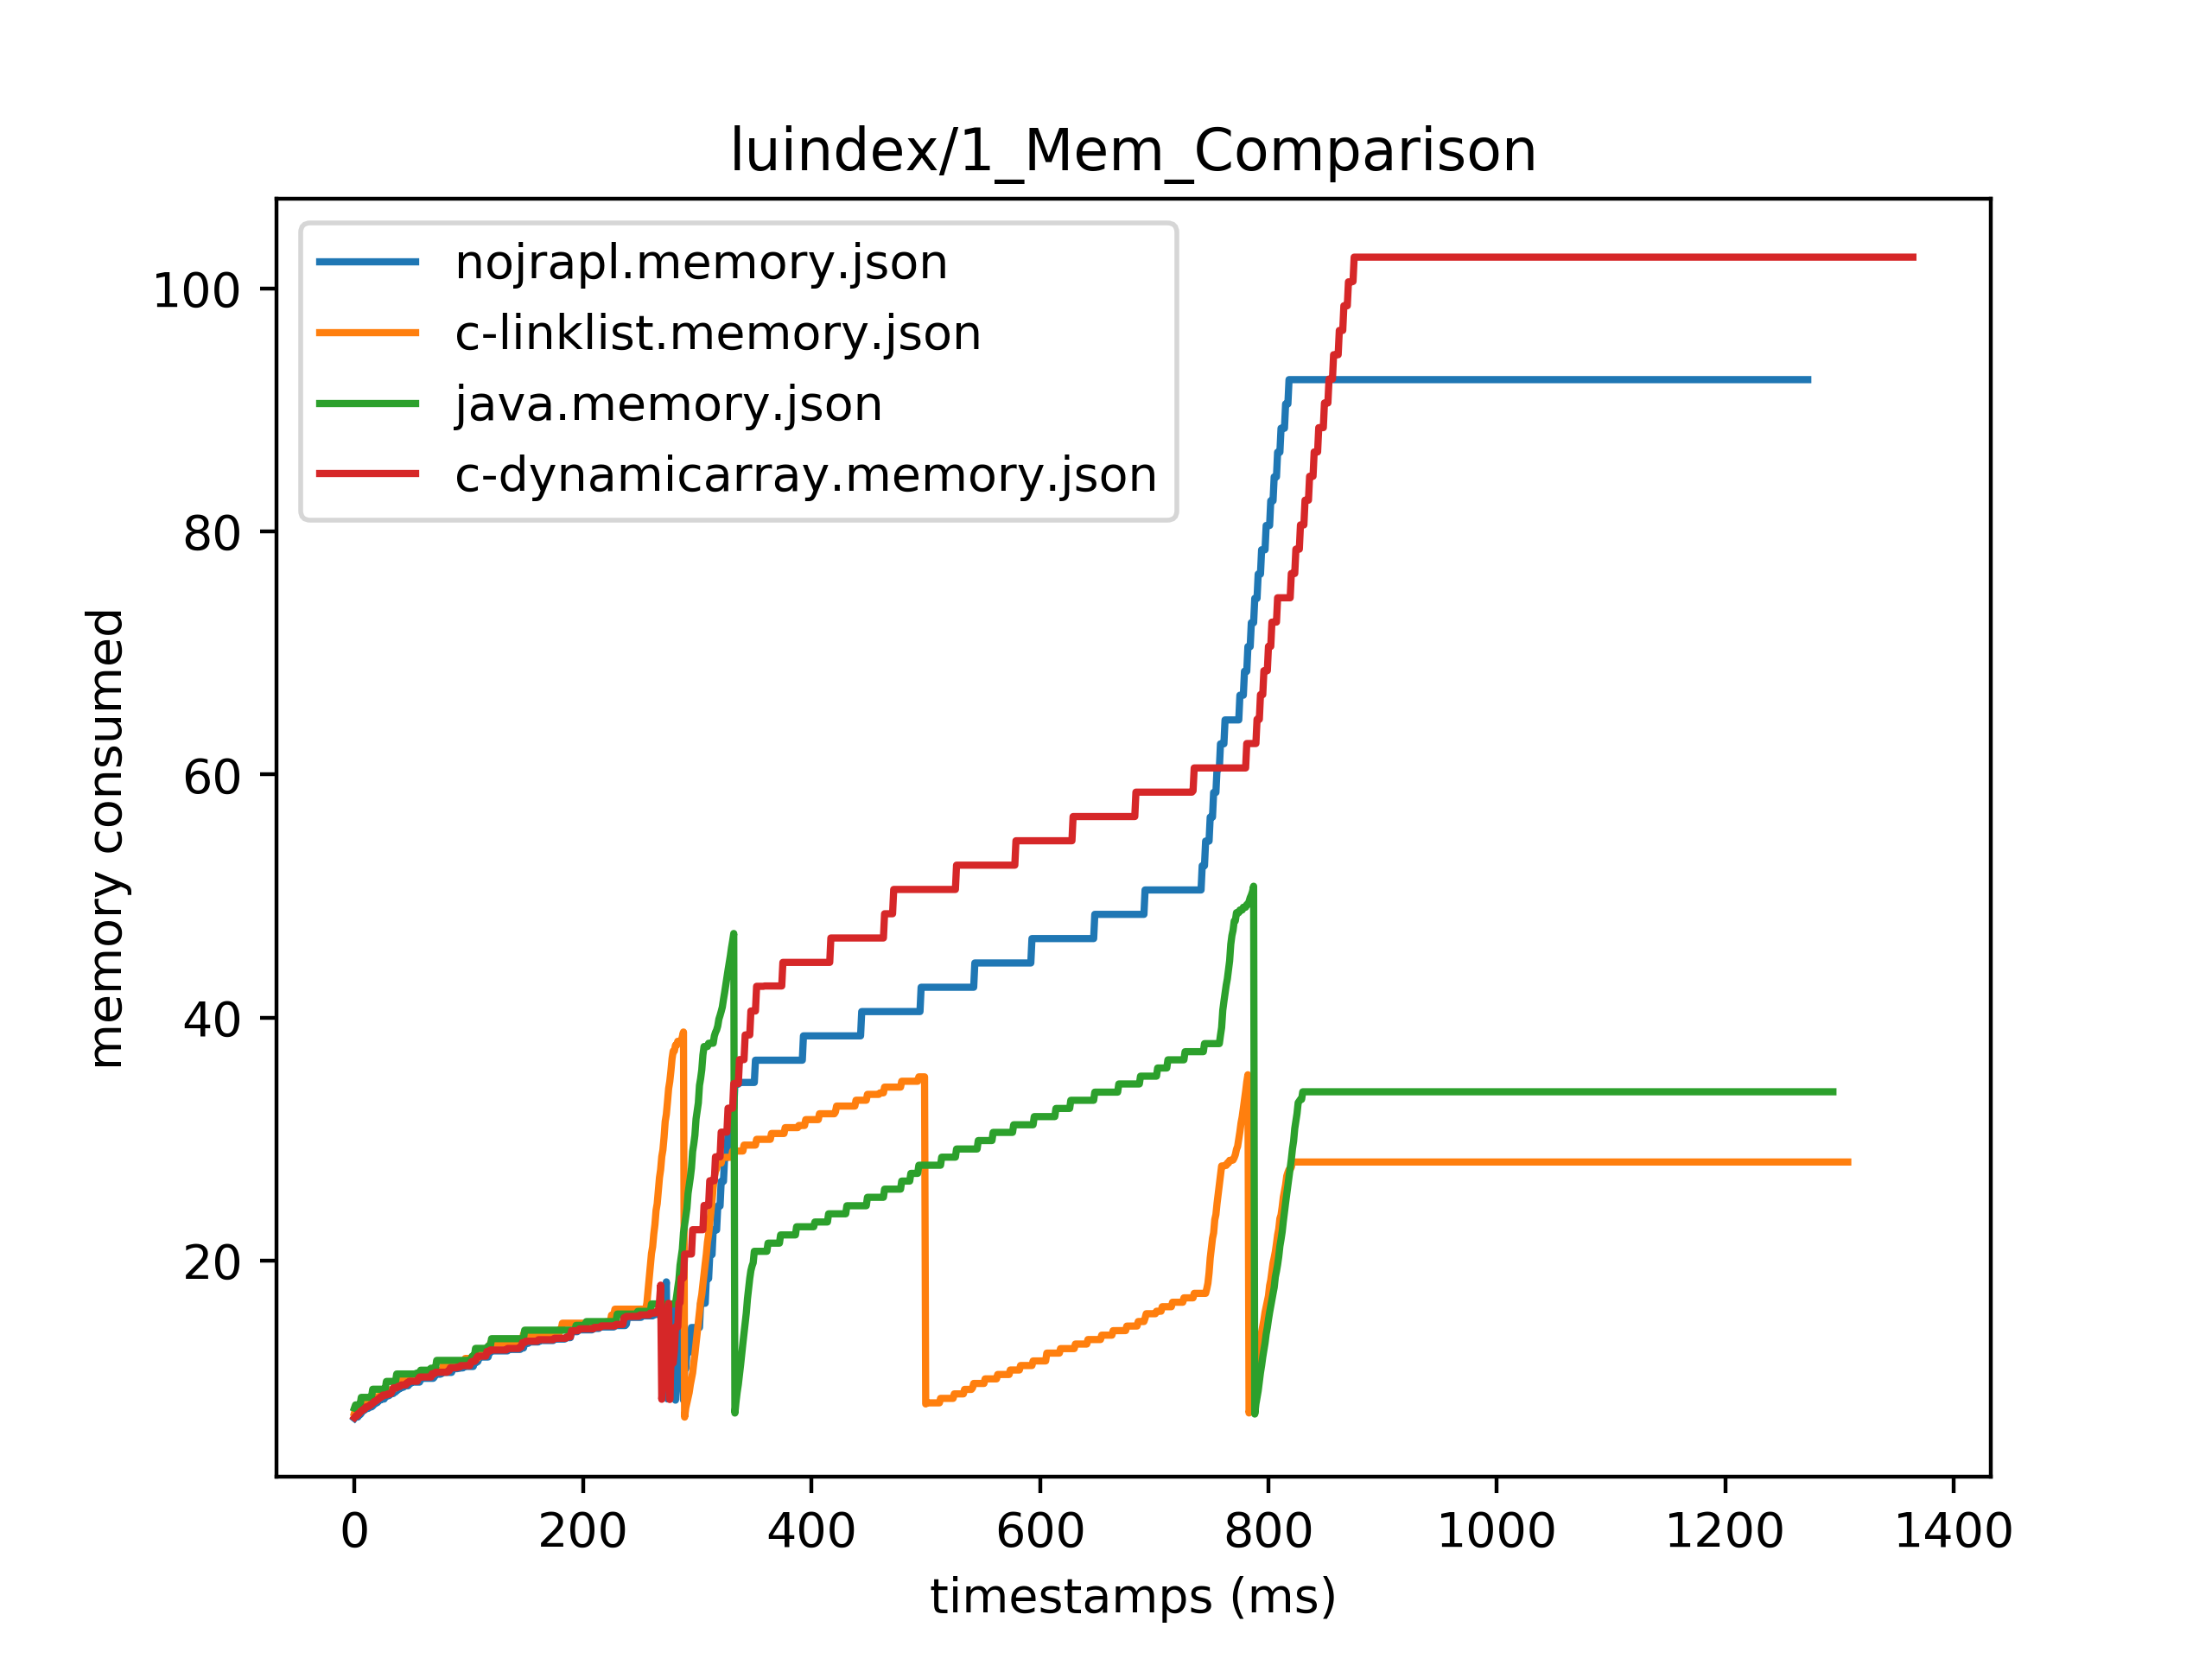 luindex/1_Mem_Comparison
nojrapl.memory.json
c-linklist.memory.json
java.memory.json
c-dynamicarray.memory.json
memory consumed
100
80
60
40
20
0 200 400 600 800 1000 1200 1400
timestamps (ms)